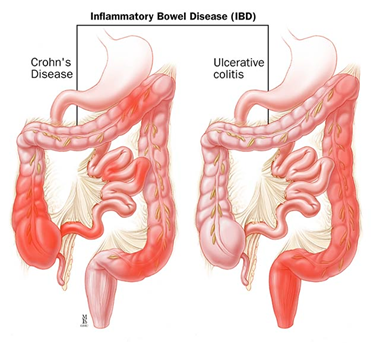 Inflammatory Bowel Disease (IBD)
Crohn's
Disease
Ulcerative
colitis